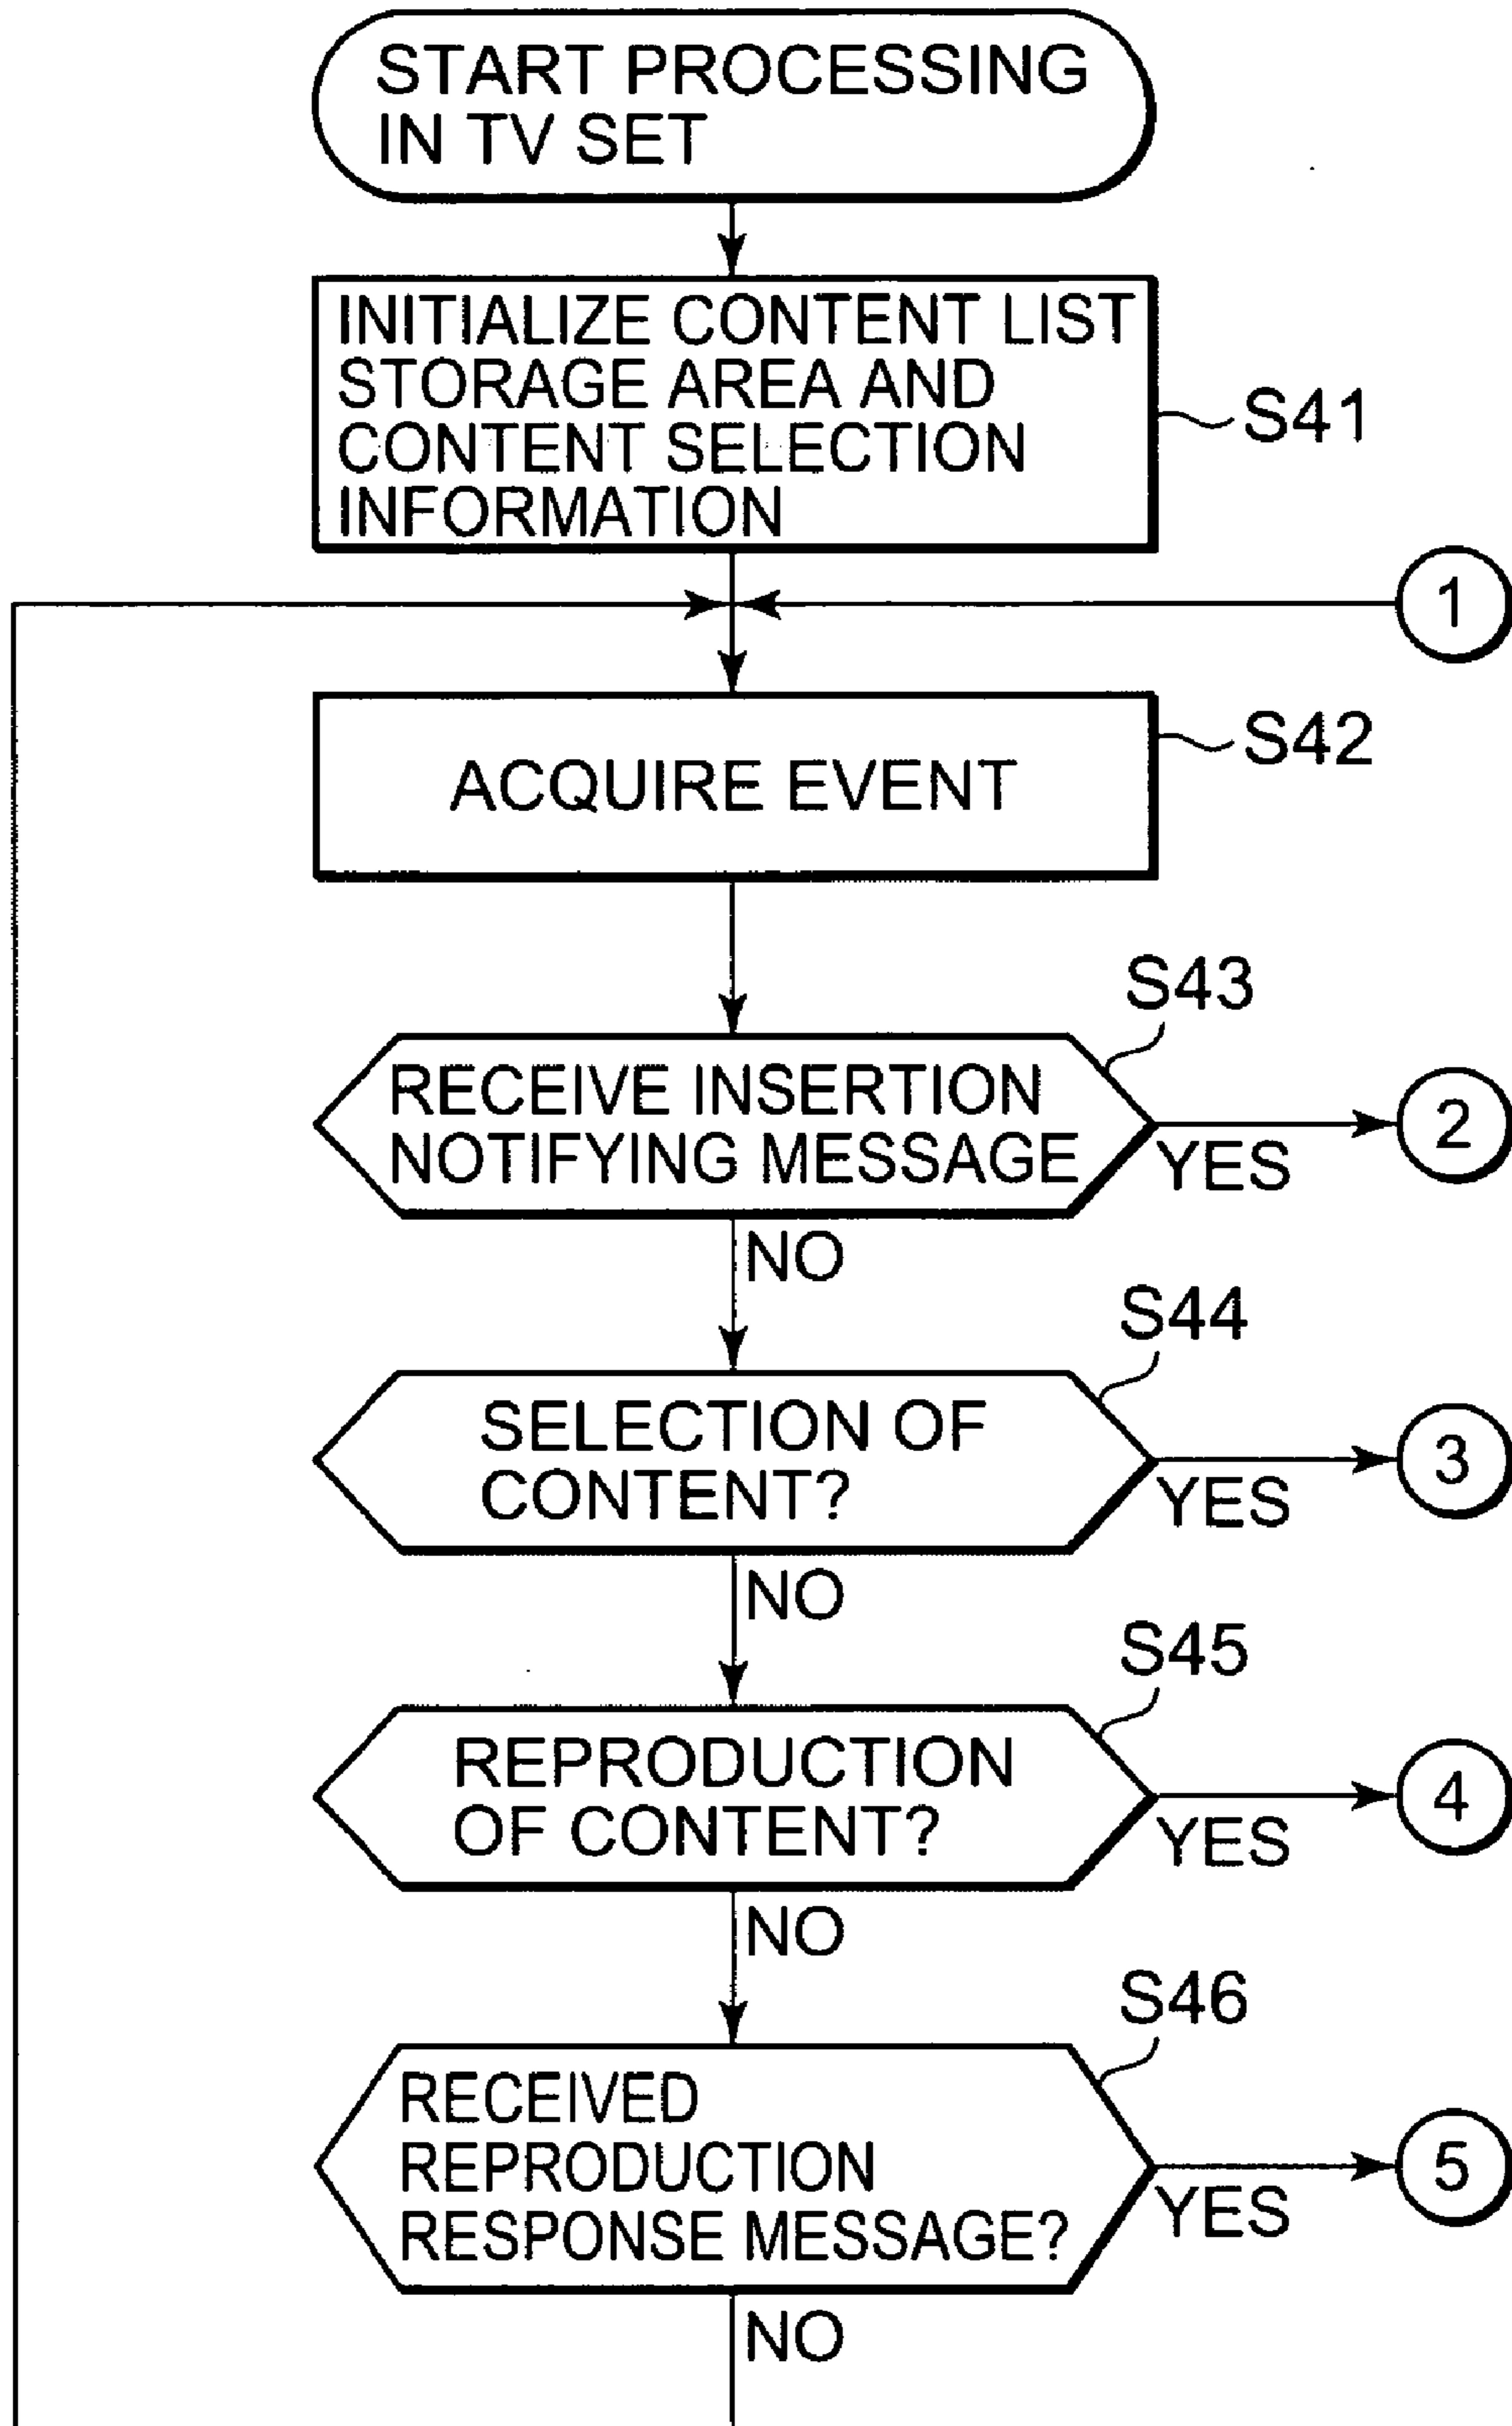 START PROCESSING
IN TV SET
INITIALIZE CONTENT LIST
STORAGE AREA AND
CONTENT SELECTION
INFORMATION
S41
1
ACQUIRE EVENT
S42
S43
RECEIVE INSERTION
NOTIFYING MESSAGE
YES
2
NO
S44
SELECTION OF
CONTENT?
YES
3
NO
S45
REPRODUCTION
OF CONTENT?
YES
4
NO
S46
RECEIVED
REPRODUCTION
RESPONSE MESSAGE?
YES
5
NO